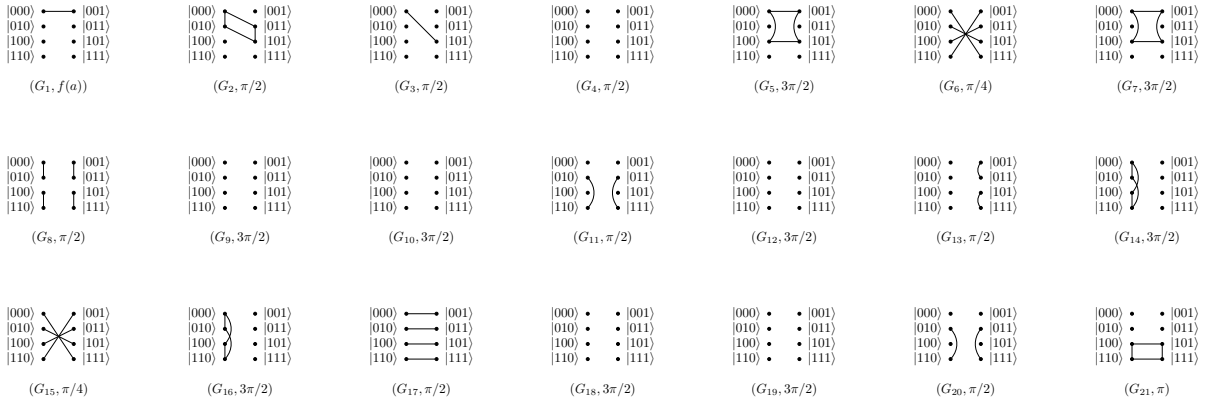 |000⟩ |001⟩ |000⟩ |001⟩ |000⟩ |001⟩ |000⟩ |001⟩ |000⟩ |001⟩ |000⟩ |001⟩ |000⟩ |001⟩
|010⟩ |011⟩ |010⟩ |011⟩ |010⟩ |011⟩ |010⟩ |011⟩ |010⟩ |011⟩ |010⟩ |011⟩ |010⟩ |011⟩
|100⟩ |101⟩ |100⟩ |101⟩ |100⟩ |101⟩ |100⟩ |101⟩ |100⟩ |101⟩ |100⟩ |101⟩ |100⟩ |101⟩
|110⟩ |111⟩ |110⟩ |111⟩ |110⟩ |111⟩ |110⟩ |111⟩ |110⟩ |111⟩ |110⟩ |111⟩ |110⟩ |111⟩
(G₁, f(a)) (G₂, π/2) (G₃, π/2) (G₄, π/2) (G₅, 3π/2) (G₆, π/4) (G₇, 3π/2)
|000⟩ |001⟩ |000⟩ |001⟩ |000⟩ |001⟩ |000⟩ |001⟩ |000⟩ |001⟩ |000⟩ |001⟩ |000⟩ |001⟩
|010⟩ |011⟩ |010⟩ |011⟩ |010⟩ |011⟩ |010⟩ |011⟩ |010⟩ |011⟩ |010⟩ |011⟩ |010⟩ |011⟩
|100⟩ |101⟩ |100⟩ |101⟩ |100⟩ |101⟩ |100⟩ |101⟩ |100⟩ |101⟩ |100⟩ |101⟩ |100⟩ |101⟩
|110⟩ |111⟩ |110⟩ |111⟩ |110⟩ |111⟩ |110⟩ |111⟩ |110⟩ |111⟩ |110⟩ |111⟩ |110⟩ |111⟩
(G₈, π/2) (G₉, 3π/2) (G₁₀, 3π/2) (G₁₁, π/2) (G₁₂, 3π/2) (G₁₃, π/2) (G₁₄, 3π/2)
|000⟩ |001⟩ |000⟩ |001⟩ |000⟩ |001⟩ |000⟩ |001⟩ |000⟩ |001⟩ |000⟩ |001⟩ |000⟩ |001⟩
|010⟩ |011⟩ |010⟩ |011⟩ |010⟩ |011⟩ |010⟩ |011⟩ |010⟩ |011⟩ |010⟩ |011⟩ |010⟩ |011⟩
|100⟩ |101⟩ |100⟩ |101⟩ |100⟩ |101⟩ |100⟩ |101⟩ |100⟩ |101⟩ |100⟩ |101⟩ |100⟩ |101⟩
|110⟩ |111⟩ |110⟩ |111⟩ |110⟩ |111⟩ |110⟩ |111⟩ |110⟩ |111⟩ |110⟩ |111⟩ |110⟩ |111⟩
(G₁₅, π/4) (G₁₆, 3π/2) (G₁₇, π/2) (G₁₈, 3π/2) (G₁₉, 3π/2) (G₂₀, π/2) (G₂₁, π)